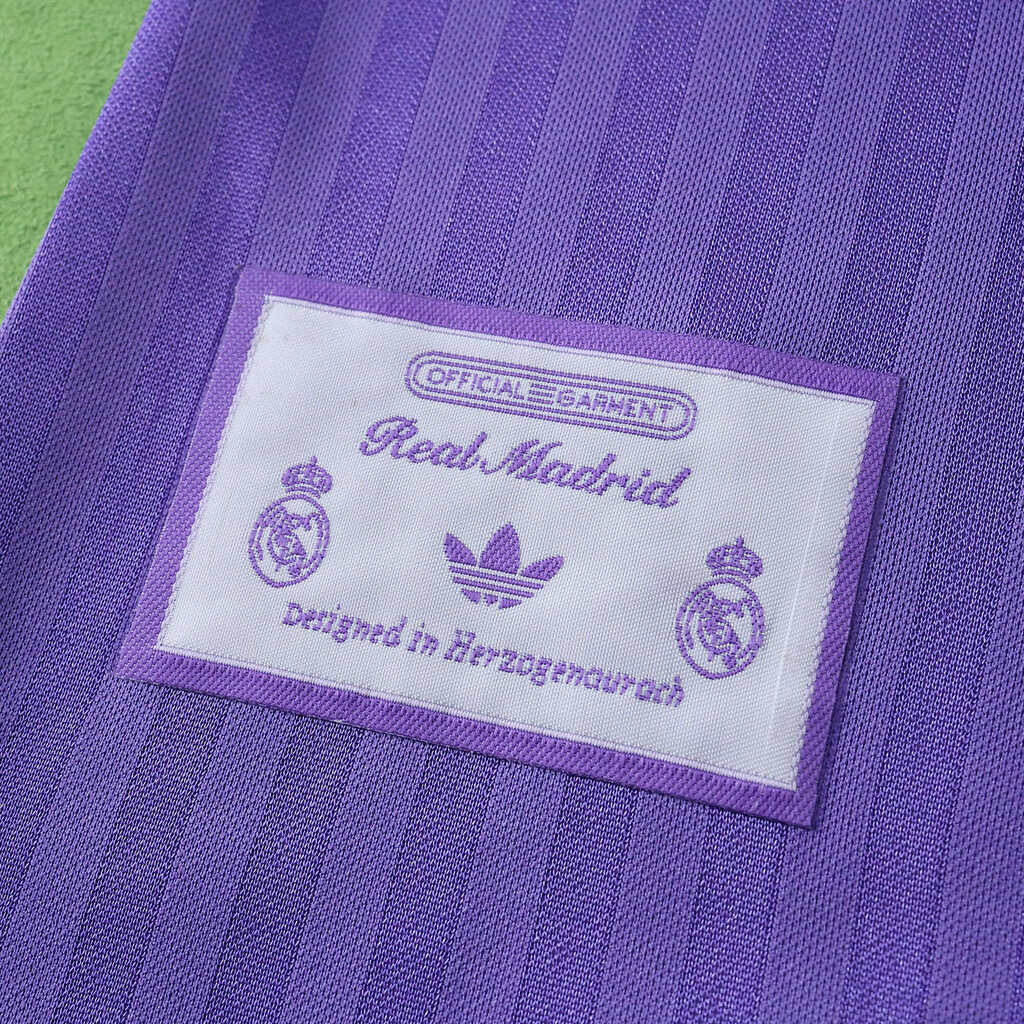 OFFICIAL GARMENT
Real Madrid
Designed in Herzogenaurach